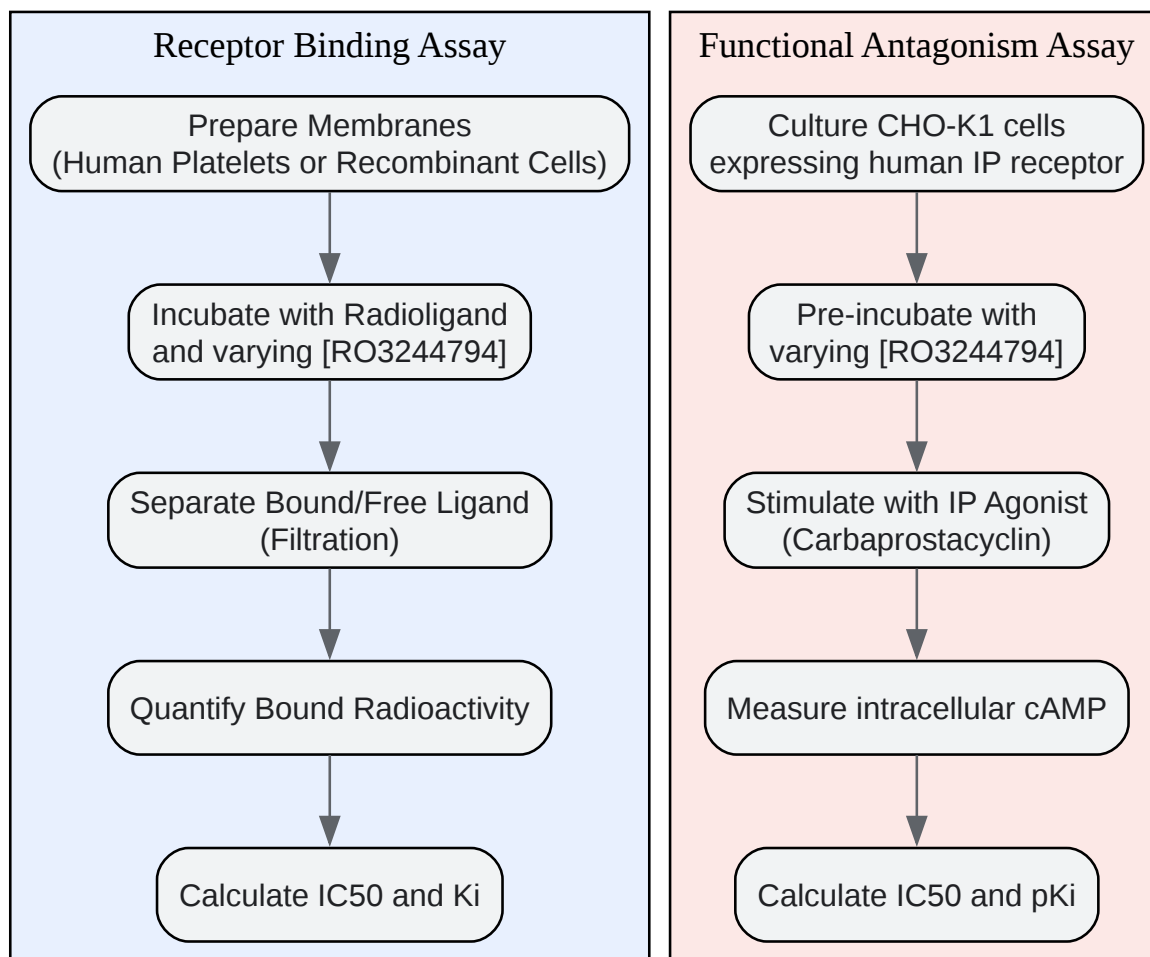 Receptor Binding Assay
Prepare Membranes
(Human Platelets or Recombinant Cells)
Incubate with Radioligand
and varying [RO3244794]
Separate Bound/Free Ligand
(Filtration)
Quantify Bound Radioactivity
Calculate IC50 and Ki
Functional Antagonism Assay
Culture CHO-K1 cells
expressing human IP receptor
Pre-incubate with
varying [RO3244794]
Stimulate with IP Agonist
(Carbaprostacyclin)
Measure intracellular cAMP
Calculate IC50 and pKi